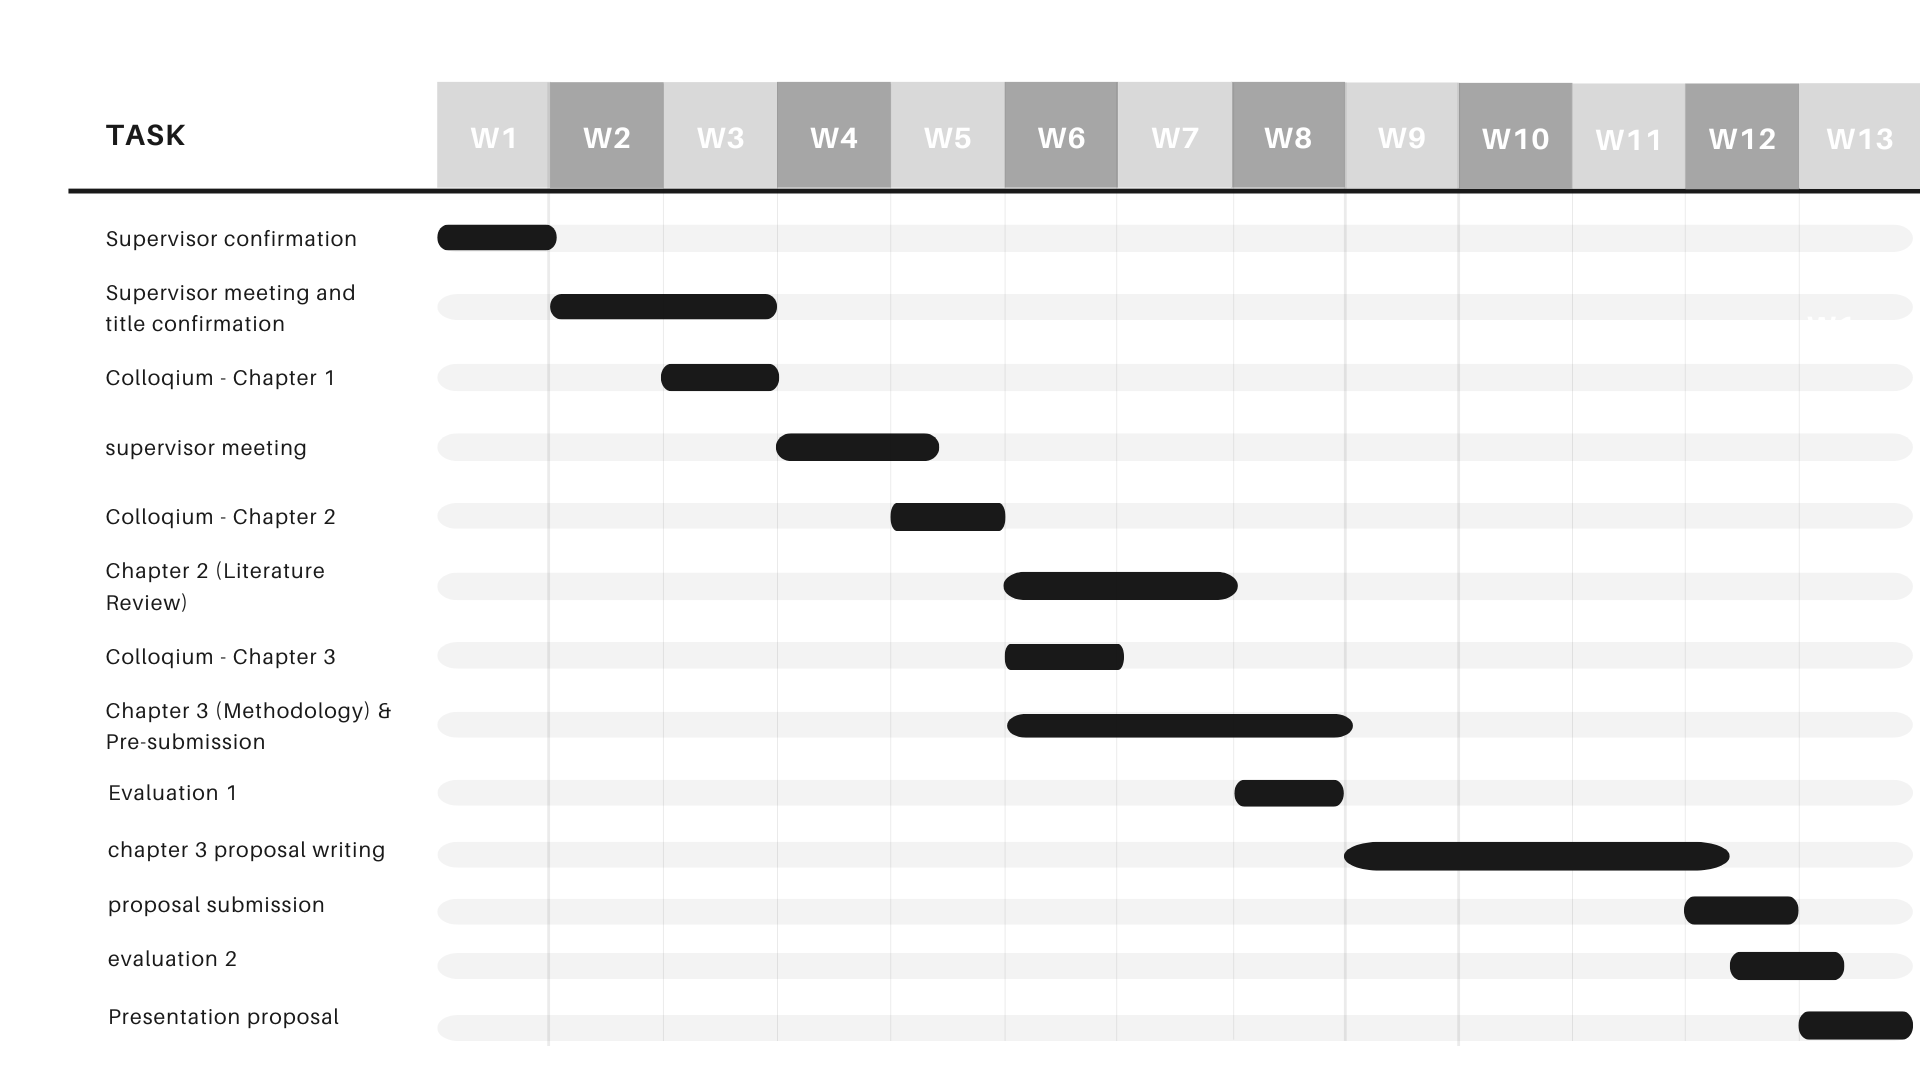 TASK W1 W2 W3 W4 W5 W6 W7 W8 W9 W10 W11 W12 W13
Supervisor confirmation
Supervisor meeting and
title confirmation
Colloqium - Chapter 1
supervisor meeting
Colloqium - Chapter 2
Chapter 2 (Literature
Review)
Colloqium - Chapter 3
Chapter 3 (Methodology) &
Pre-submission
Evaluation 1
chapter 3 proposal writing
proposal submission
evaluation 2
Presentation proposal